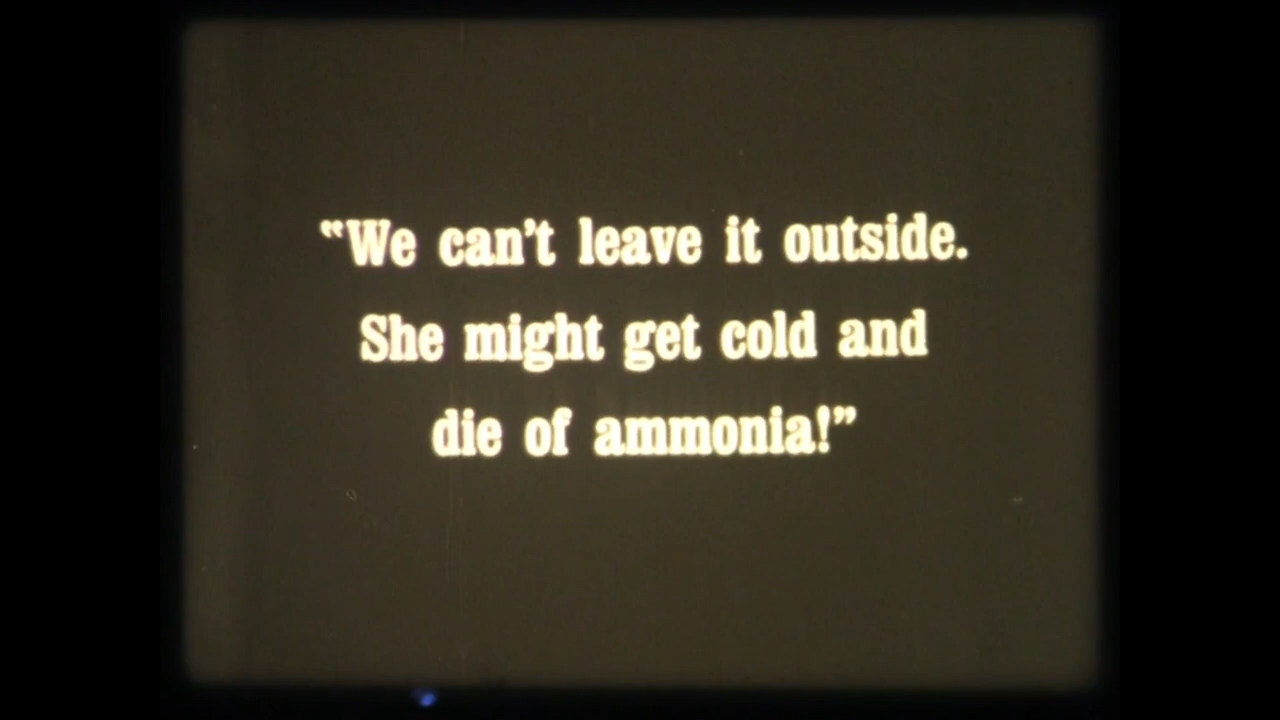 “We can’t leave it outside.
She might get cold and
die of ammonia!”